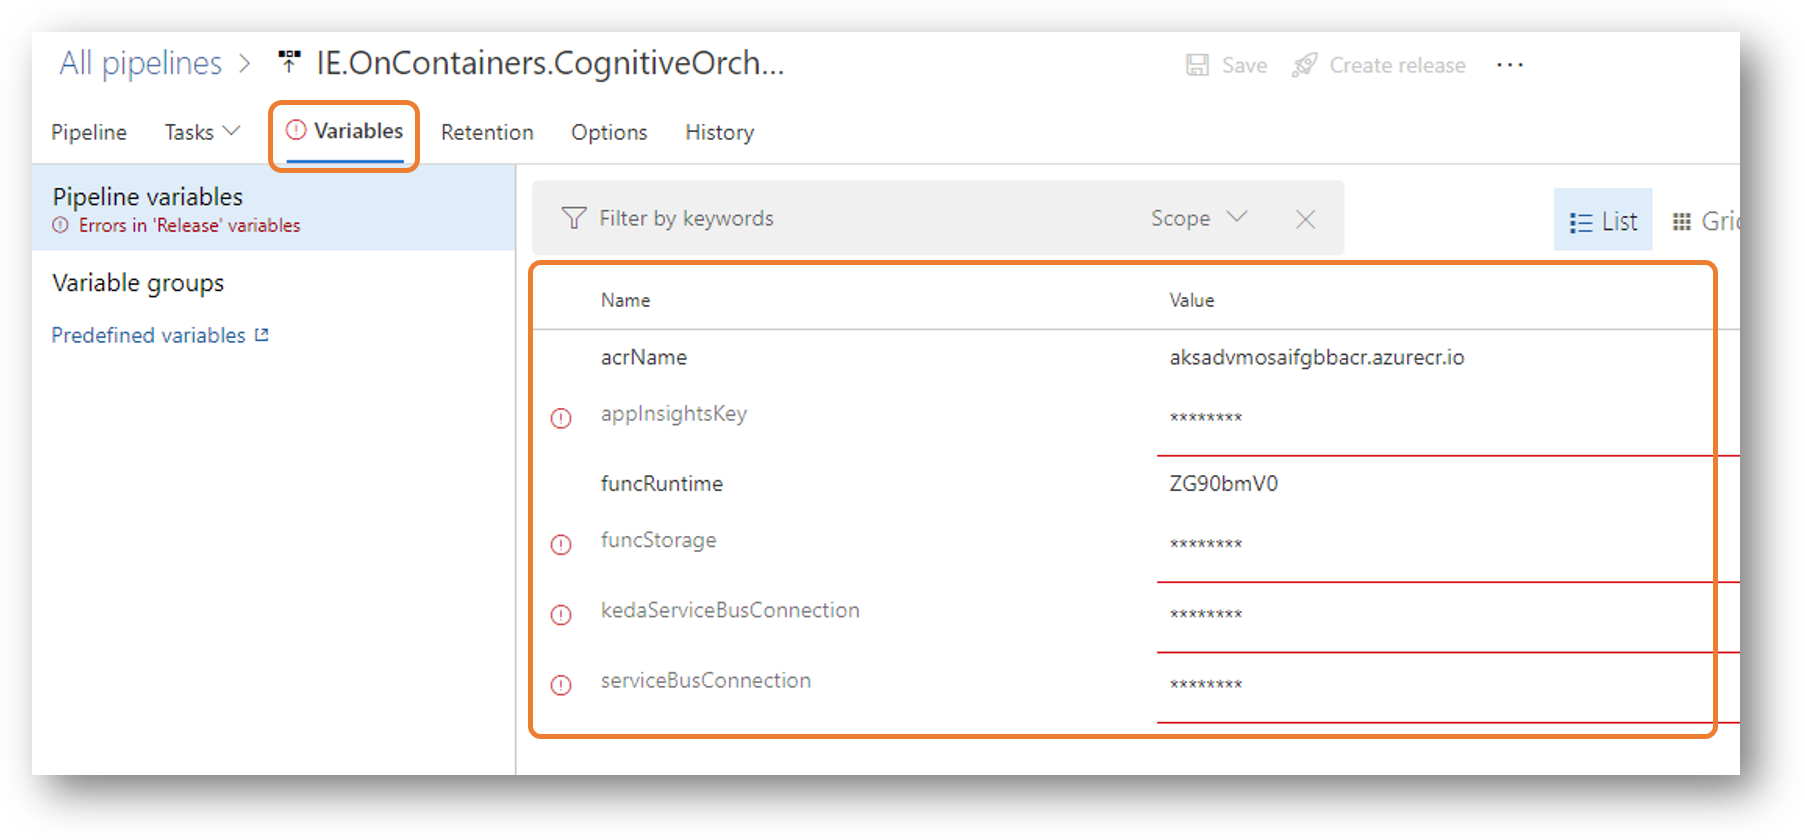 All pipelines > IE.OnContainers.CognitiveOrch...
Save Create release ...
Pipeline Tasks Variables Retention Options History
Pipeline variables
Errors in 'Release' variables
Variable groups
Predefined variables
Filter by keywords Scope List Gric
Name Value
acrName aksadvmosaifgbbacr.azurecr.io
appInsightsKey ********
funcRuntime ZG90bmV0
funcStorage ********
kedaServiceBusConnection ********
serviceBusConnection ********